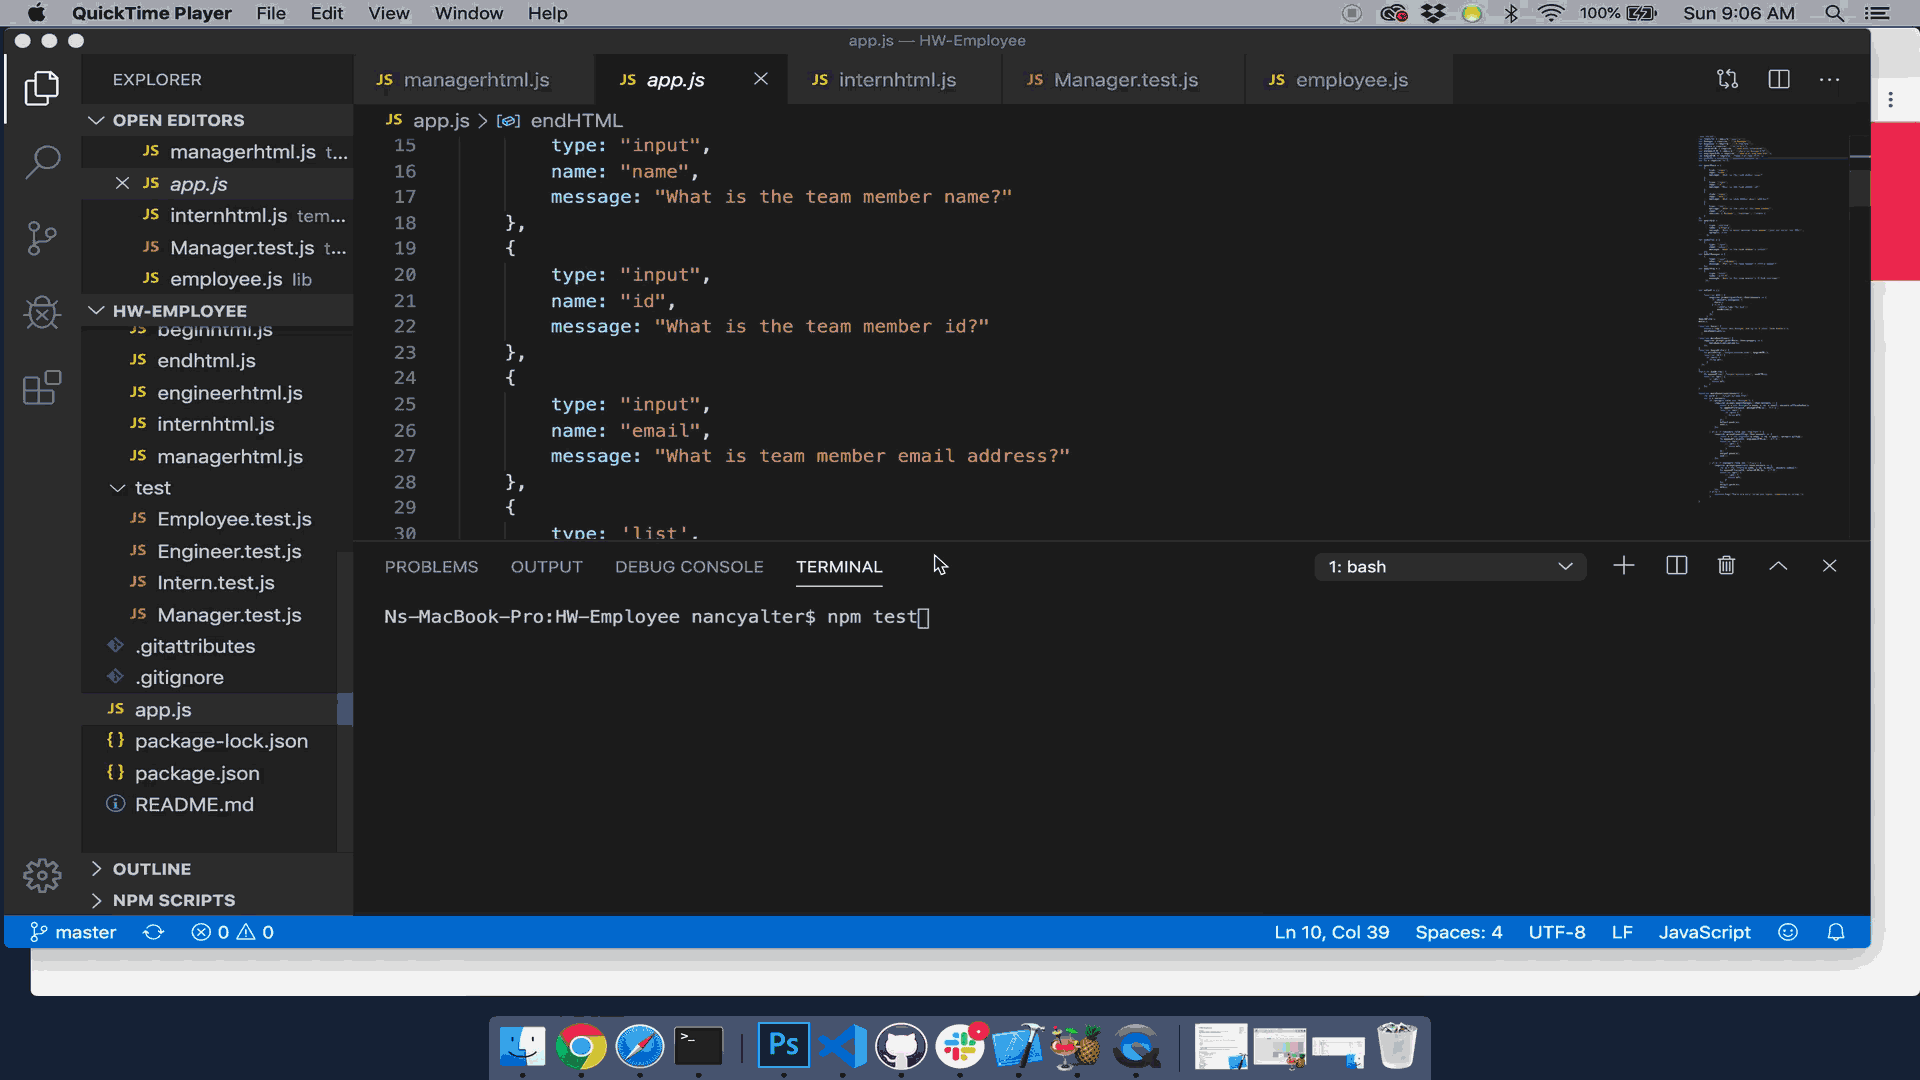 QuickTime Player File Edit View Window Help 100% Sun 9:06 AM
app.js — HW-Employee
EXPLORER
JS managerhtml.js
JS app.js
JS internhtml.js
JS Manager.test.js
JS employee.js
OPEN EDITORS
JS managerhtml.js t...
JS app.js
JS internhtml.js tem...
JS Manager.test.js t...
JS employee.js lib
HW-EMPLOYEE
JS beginhtml.js
JS endhtml.js
JS engineerhtml.js
JS internhtml.js
JS managerhtml.js
test
JS Employee.test.js
JS Engineer.test.js
JS Intern.test.js
JS Manager.test.js
.gitattributes
.gitignore
JS app.js
{} package-lock.json
{} package.json
README.md
OUTLINE
NPM SCRIPTS
JS app.js > endHTML
15 type: "input",
16 name: "name",
17 message: "What is the team member name?"
18 },
19 {
20 type: "input",
21 name: "id",
22 message: "What is the team member id?"
23 },
24 {
25 type: "input",
26 name: "email",
27 message: "What is team member email address?"
28 },
29 {
30 type: 'list',
PROBLEMS OUTPUT DEBUG CONSOLE TERMINAL 1: bash
Ns-MacBook-Pro:HW-Employee nancyalter$ npm test
master 0 0 Ln 10, Col 39 Spaces: 4 UTF-8 LF JavaScript
>_
Ps